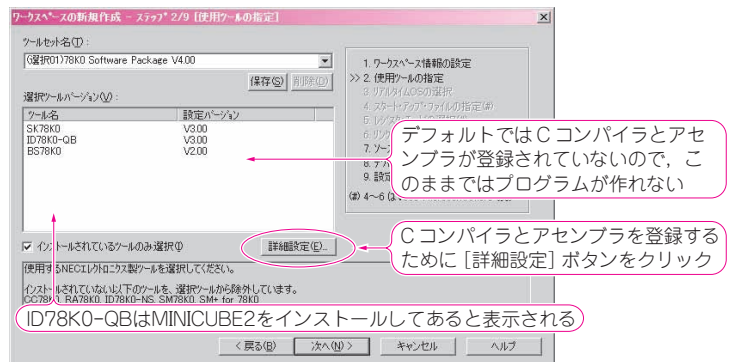 ワークスペースの新規作成 - ステップ 2/9 [使用ツールの指定]
ツールセット名(T):
(選択01)78K0 Software Package V4.00
保存(S)
削除(D)
選択ツールバージョン(V):
ツール名 設定バージョン
SK78K0 V3.00
ID78K0-QB V3.00
BS78K0 V2.00
1. ワークスペース情報の設定
>> 2. 使用ツールの指定
3. リアルタイムOSの選択
4. スタート・アップ・ファイルの指定(#)
デフォルトではCコンパイラとアセ
ンブラが登録されていないので,こ
のままではプログラムが作れない
インストールされているツールのみ選択(I)
詳細設定(E)...
Cコンパイラとアセンブラを登録する
ために[詳細設定]ボタンをクリック
使用するNECエレクトロニクス製ツールを選択してください。
インストールされていない以下のツールを、選択ツールから除外しています。
CC78K0, RA78K0, ID78K0-NS, SM78K0, SM+ for 78K0
ID78K0-QBはMINICUBE2をインストールしてあると表示される
< 戻る(B)
次へ(N) >
キャンセル
ヘルプ